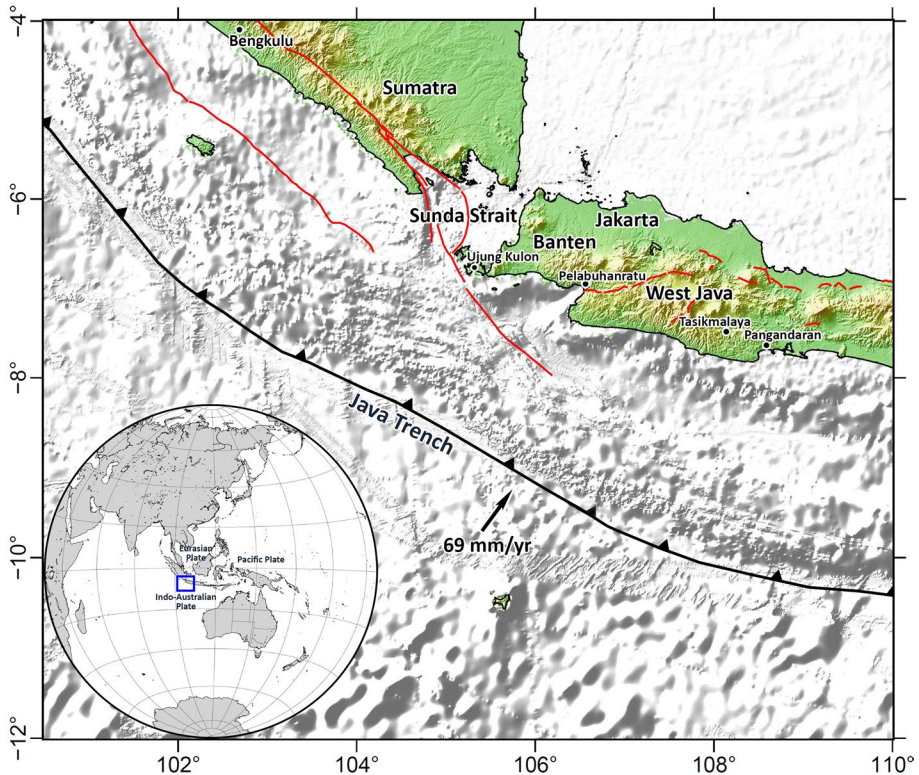 -4°
Bengkulu
Sumatra
-6°
Sunda Strait
Jakarta
Banten
Ujung Kulon
Pelabuhanratu
West Java
Tasikmalaya
Pangandaran
-8°
Java Trench
69 mm/yr
-10°
Eurasian
Plate
Pacific Plate
Indo-Australian
Plate
-12°
102°
104°
106°
108°
110°